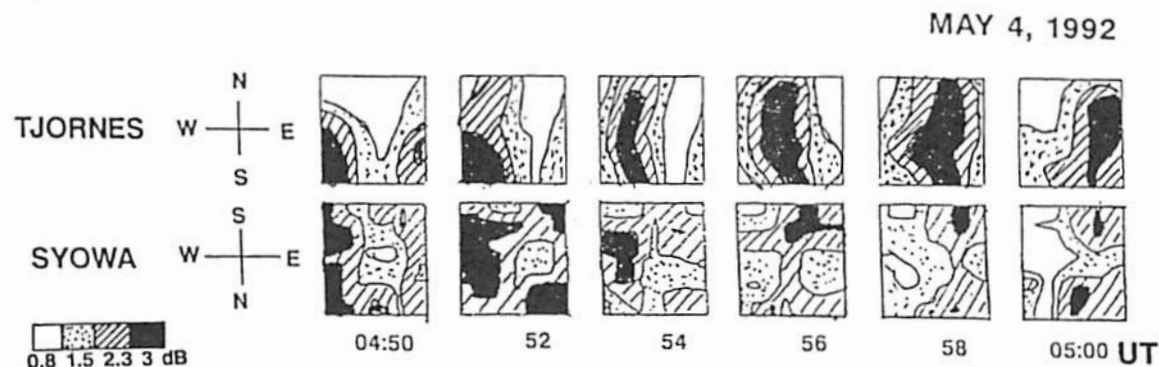 MAY 4, 1992
N
TJORNES W E
S
S
SYOWA W E
N
0.8 1.5 2.3 3 dB
04:50 52 54 56 58 05:00 UT